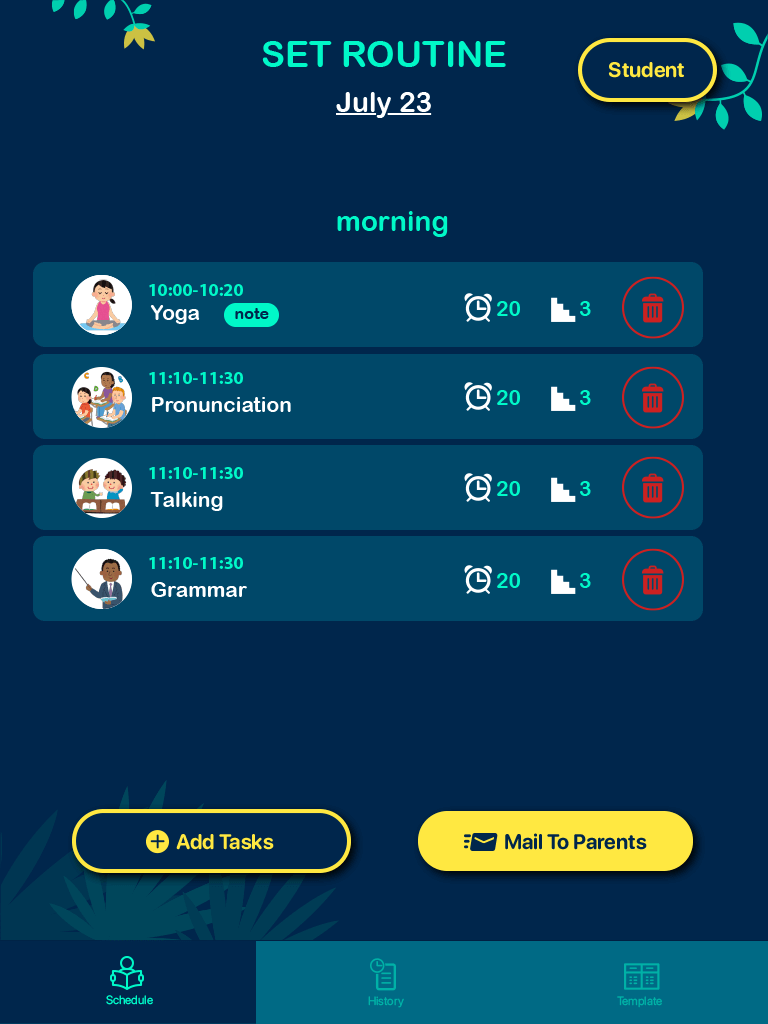 SET ROUTINE
Student
July 23
morning
10:00-10:20
Yoga note
20 3
11:10-11:30
Pronunciation
20 3
11:10-11:30
Talking
20 3
11:10-11:30
Grammar
20 3
Add Tasks
Mail To Parents
Schedule
History
Template